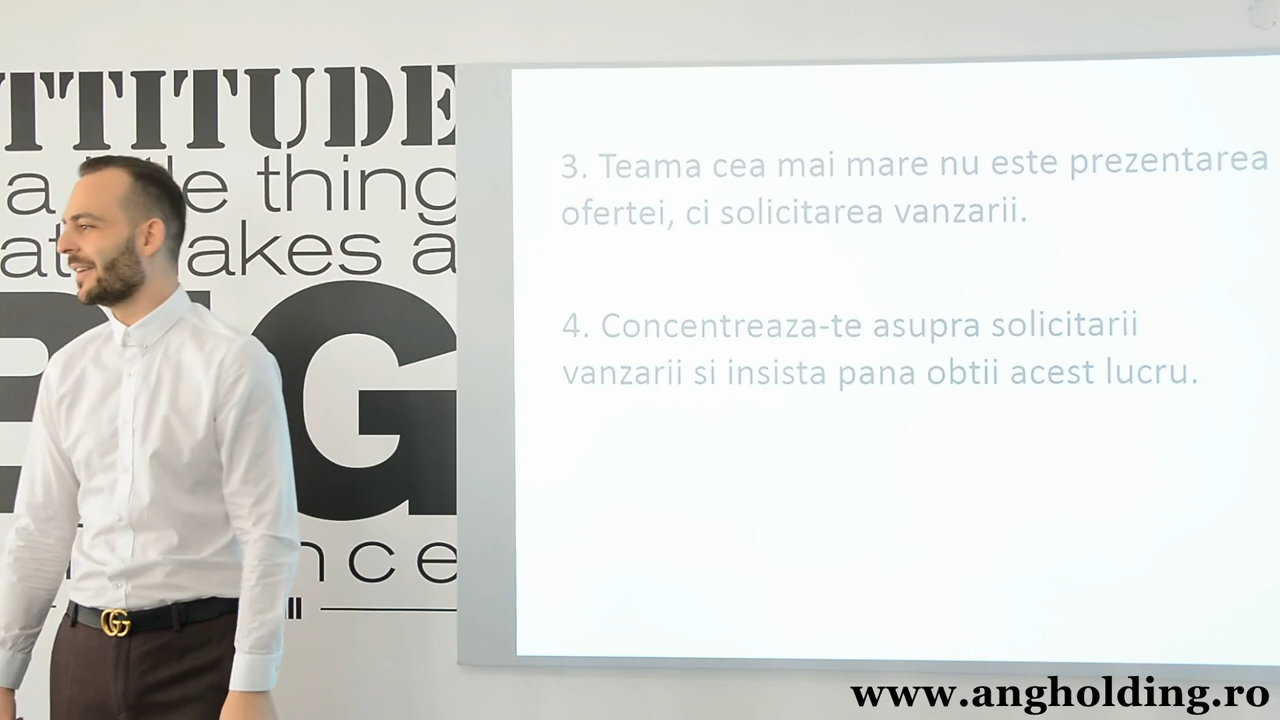 TTITUDE
a little thing
akes a
G
nce
3. Teama cea mai mare nu este prezentarea
ofertei, ci solicitarea vanzarii.
4. Concentreaza-te asupra solicitarii
vanzarii si insista pana obtii acest lucru.
www.angholding.ro